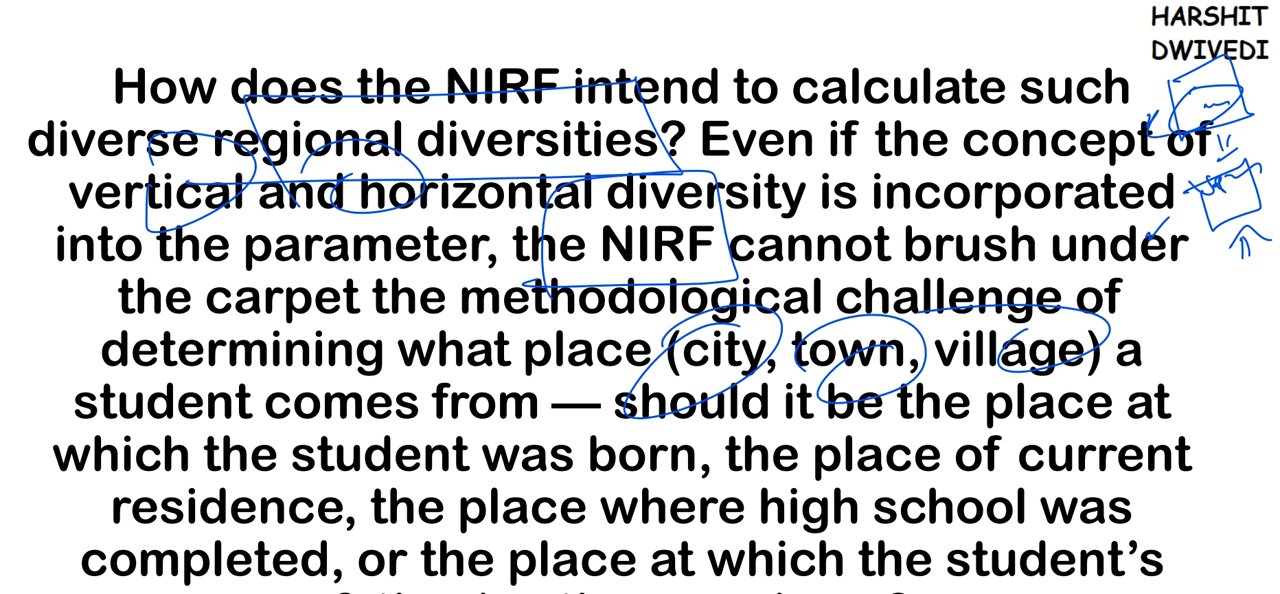 HARSHIT
DWIVEDI
How does the NIRF intend to calculate such
diverse regional diversities? Even if the concept of
vertical and horizontal diversity is incorporated
into the parameter, the NIRF cannot brush under
the carpet the methodological challenge of
determining what place (city, town, village) a
student comes from — should it be the place at
which the student was born, the place of current
residence, the place where high school was
completed, or the place at which the student’s